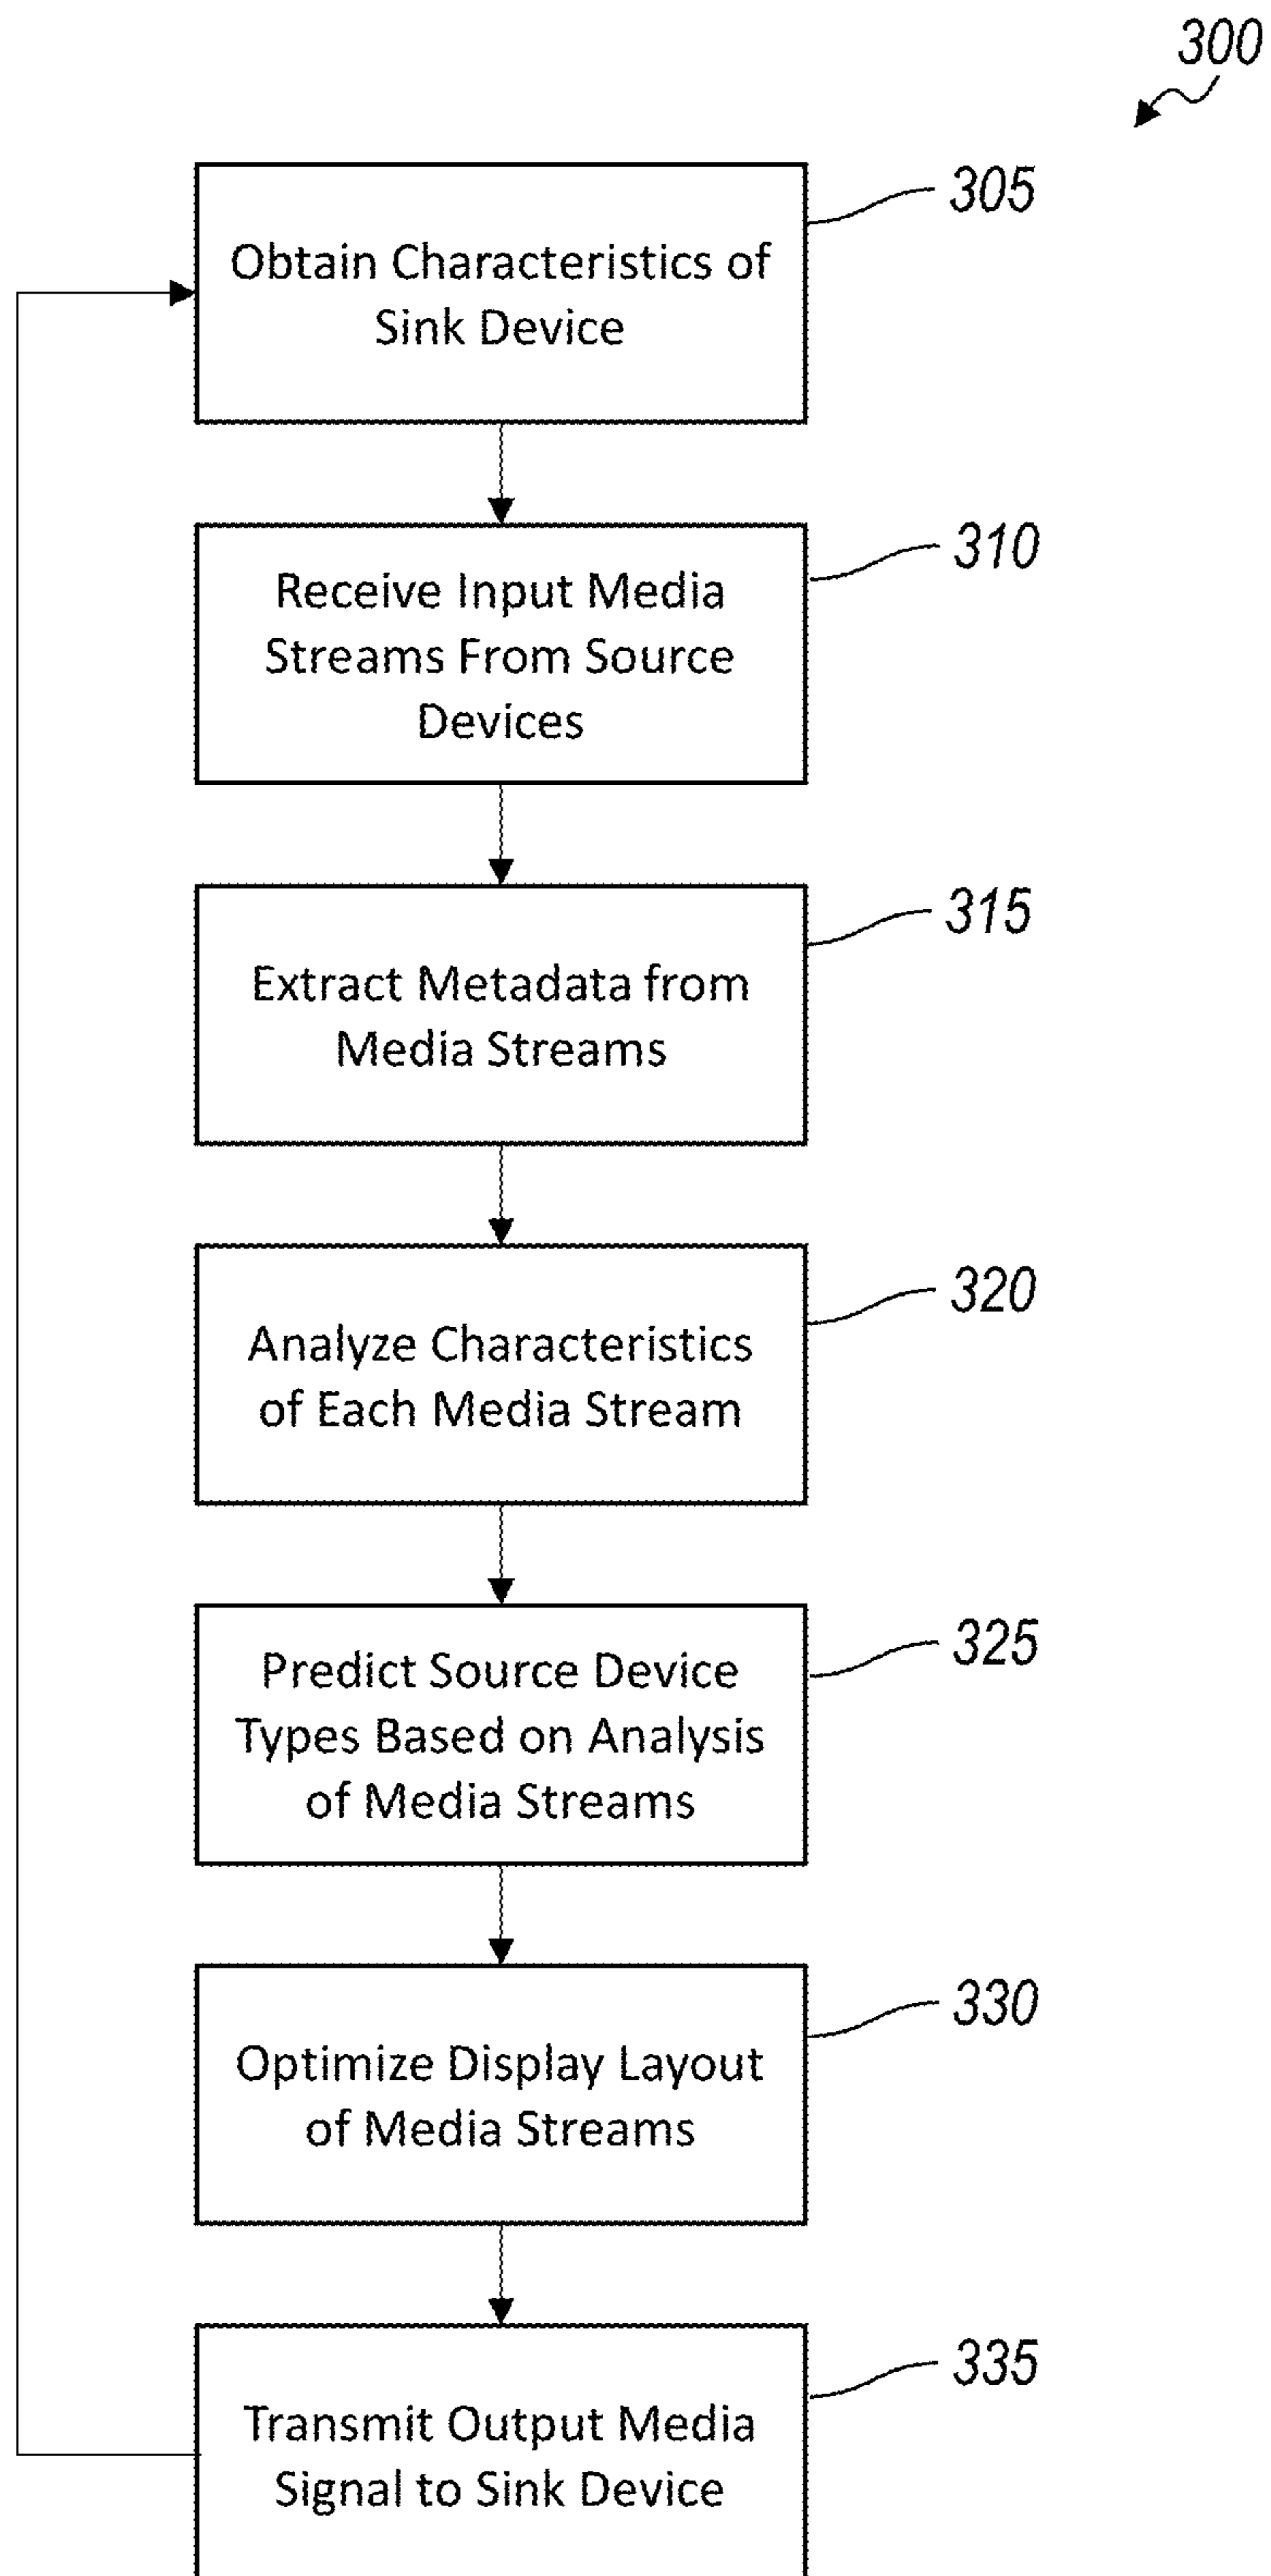 300
305
Obtain Characteristics of
Sink Device
310
Receive Input Media
Streams From Source
Devices
315
Extract Metadata from
Media Streams
320
Analyze Characteristics
of Each Media Stream
325
Predict Source Device
Types Based on Analysis
of Media Streams
330
Optimize Display Layout
of Media Streams
335
Transmit Output Media
Signal to Sink Device